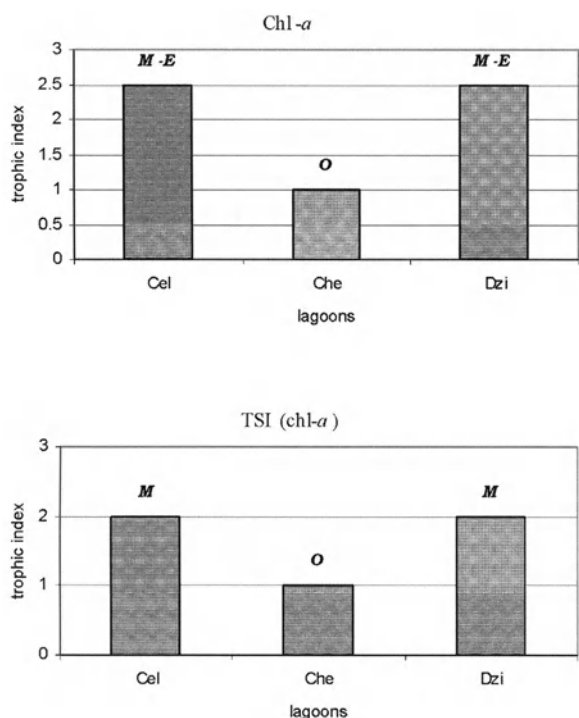 Chl-a
3
M-E
M-E
2.5
2
1.5
O
1
0.5
0
trophic index
Cel
Che
Dzi
lagoons
TSI (chl-a)
3
M
M
2
O
1
0
trophic index
Cel
Che
Dzi
lagoons